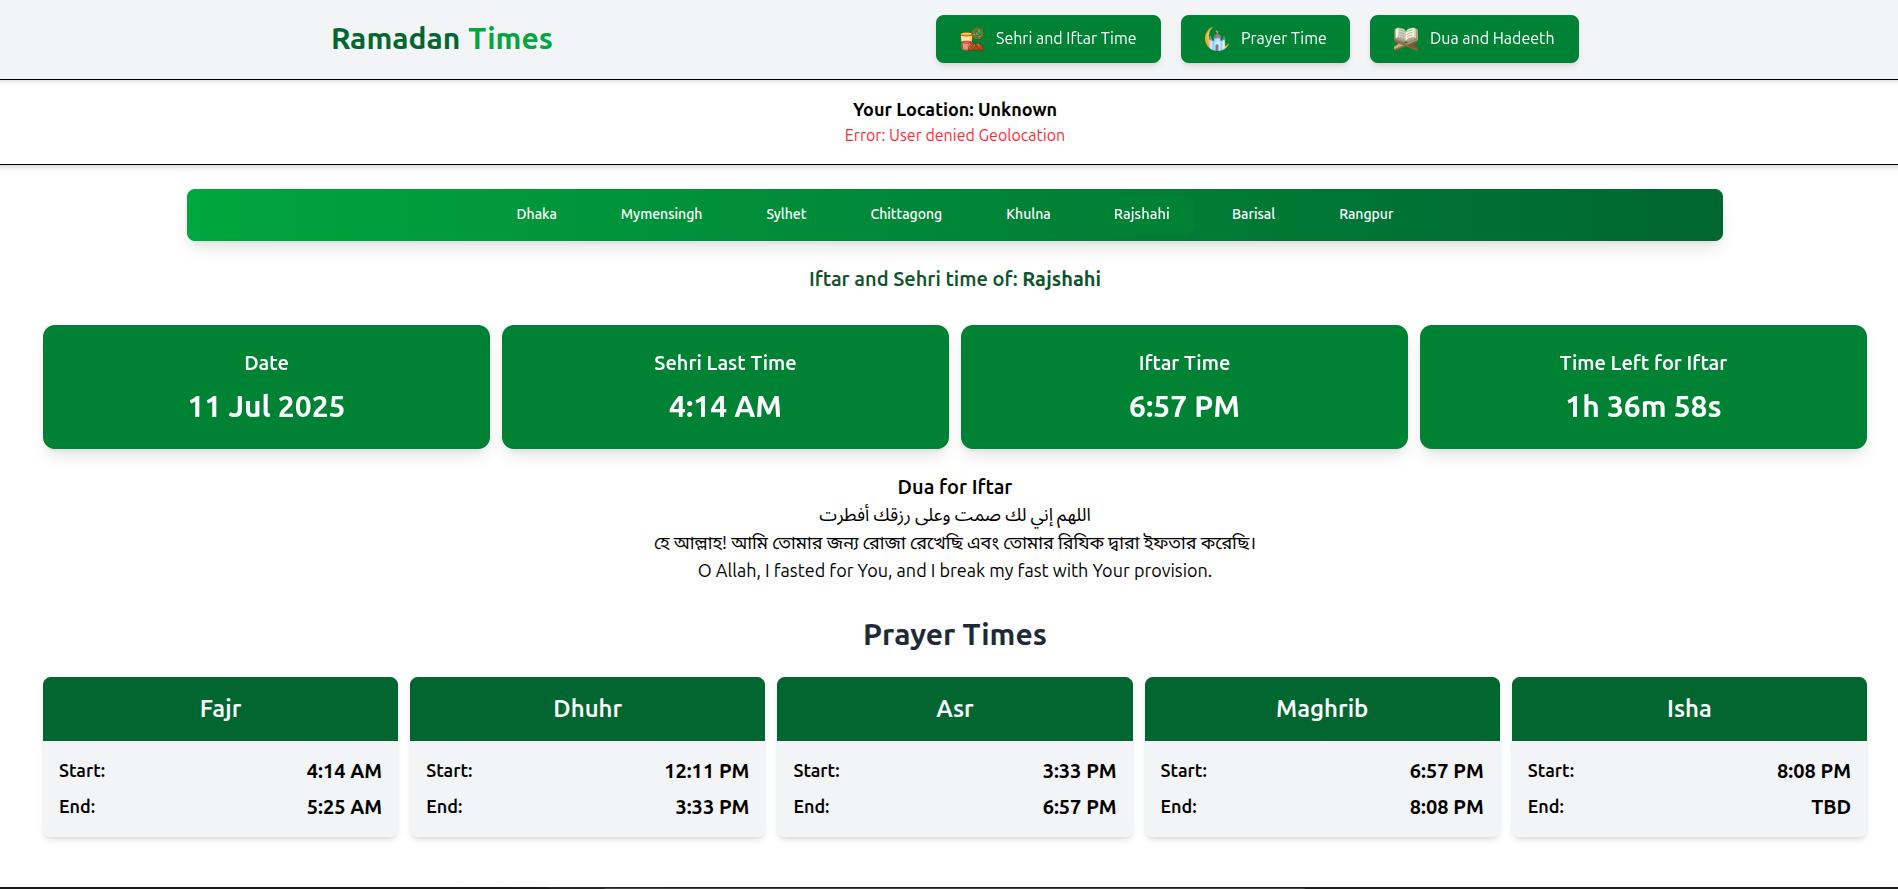 Ramadan Times
Sehri and Iftar Time
Prayer Time
Dua and Hadeeth
Your Location: Unknown
Error: User denied Geolocation
Dhaka Mymensingh Sylhet Chittagong Khulna Rajshahi Barisal Rangpur
Iftar and Sehri time of: Rajshahi
Date
11 Jul 2025
Sehri Last Time
4:14 AM
Iftar Time
6:57 PM
Time Left for Iftar
1h 36m 58s
Dua for Iftar
اللهم إني لك صمت وعلى رزقك أفطرت
হে আল্লাহ! আমি তোমার জন্য রোজা রেখেছি এবং তোমার রিযিক দ্বারা ইফতার করেছি।
O Allah, I fasted for You, and I break my fast with Your provision.
Prayer Times
Fajr
Start: 4:14 AM
End: 5:25 AM
Dhuhr
Start: 12:11 PM
End: 3:33 PM
Asr
Start: 3:33 PM
End: 6:57 PM
Maghrib
Start: 6:57 PM
End: 8:08 PM
Isha
Start: 8:08 PM
End: TBD